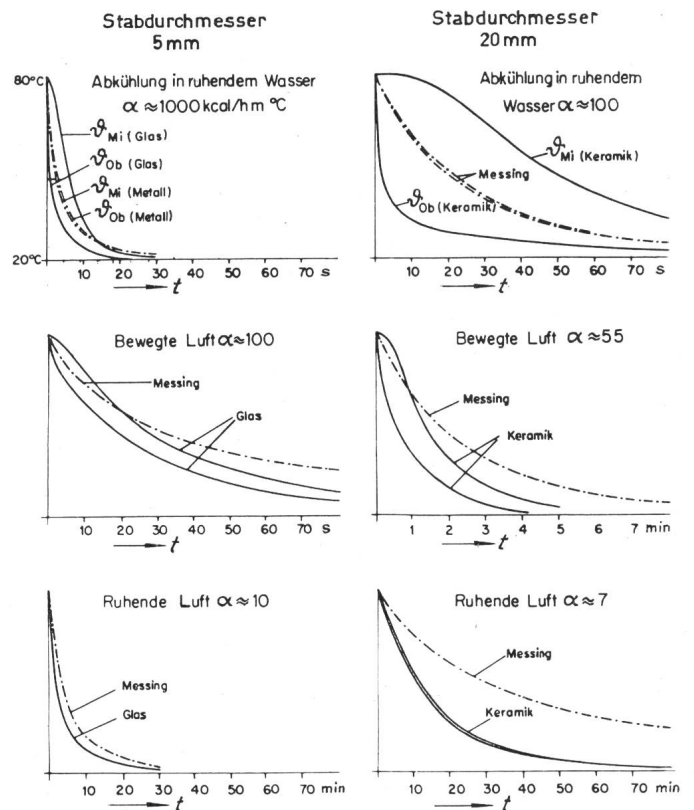 Stabdurchmesser
5mm
80°C
Abkühlung in ruhendem Wasser
α ≈1000 kcal/h m °C
ϑMi (Glas)
ϑOb (Glas)
ϑMi (Metall)
ϑOb (Metall)
20°C
10 20 30 40 50 60 70 s
t
Stabdurchmesser
20mm
Abkühlung in ruhendem
Wasser α≈100
ϑMi (Keramik)
Messing
ϑOb (Keramik)
10 20 30 40 50 60 70 s
t
Bewegte Luft α≈100
Messing
Glas
10 20 30 40 50 60 70 s
t
Bewegte Luft α≈55
Messing
Keramik
1 2 3 4 5 6 7 min
t
Ruhende Luft α≈10
Messing
Glas
10 20 30 40 50 60 70 min
t
Ruhende Luft α≈7
Messing
Keramik
10 20 30 40 50 60 70 min
t